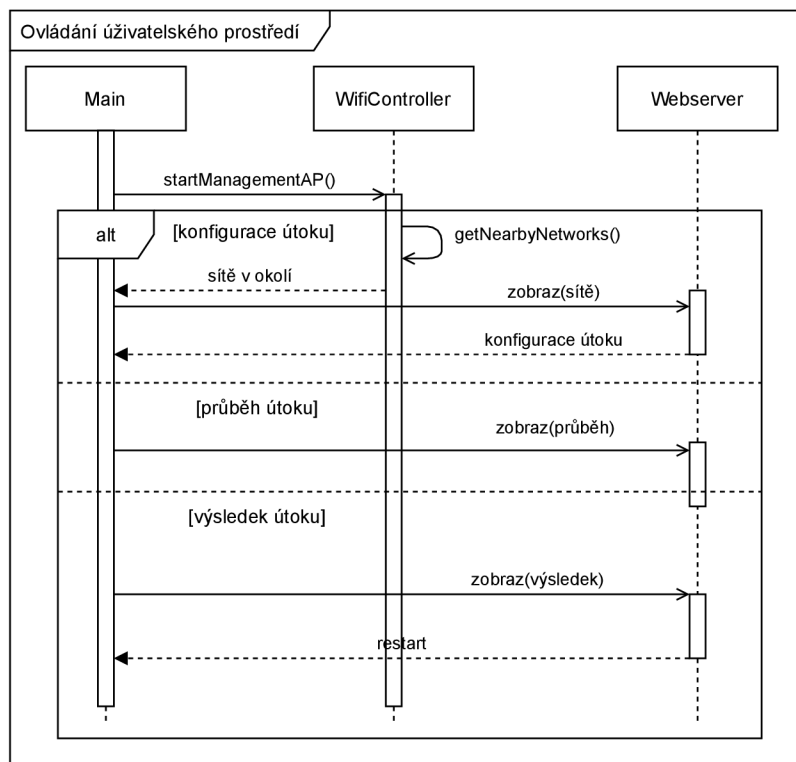 Ovládání úživatelského prostředí
Main
WifiController
Webserver
startManagementAP()
alt
[konfigurace útoku]
getNearbyNetworks()
sítě v okolí
zobraz(sítě)
konfigurace útoku
[průběh útoku]
zobraz(průběh)
[výsledek útoku]
zobraz(výsledek)
restart